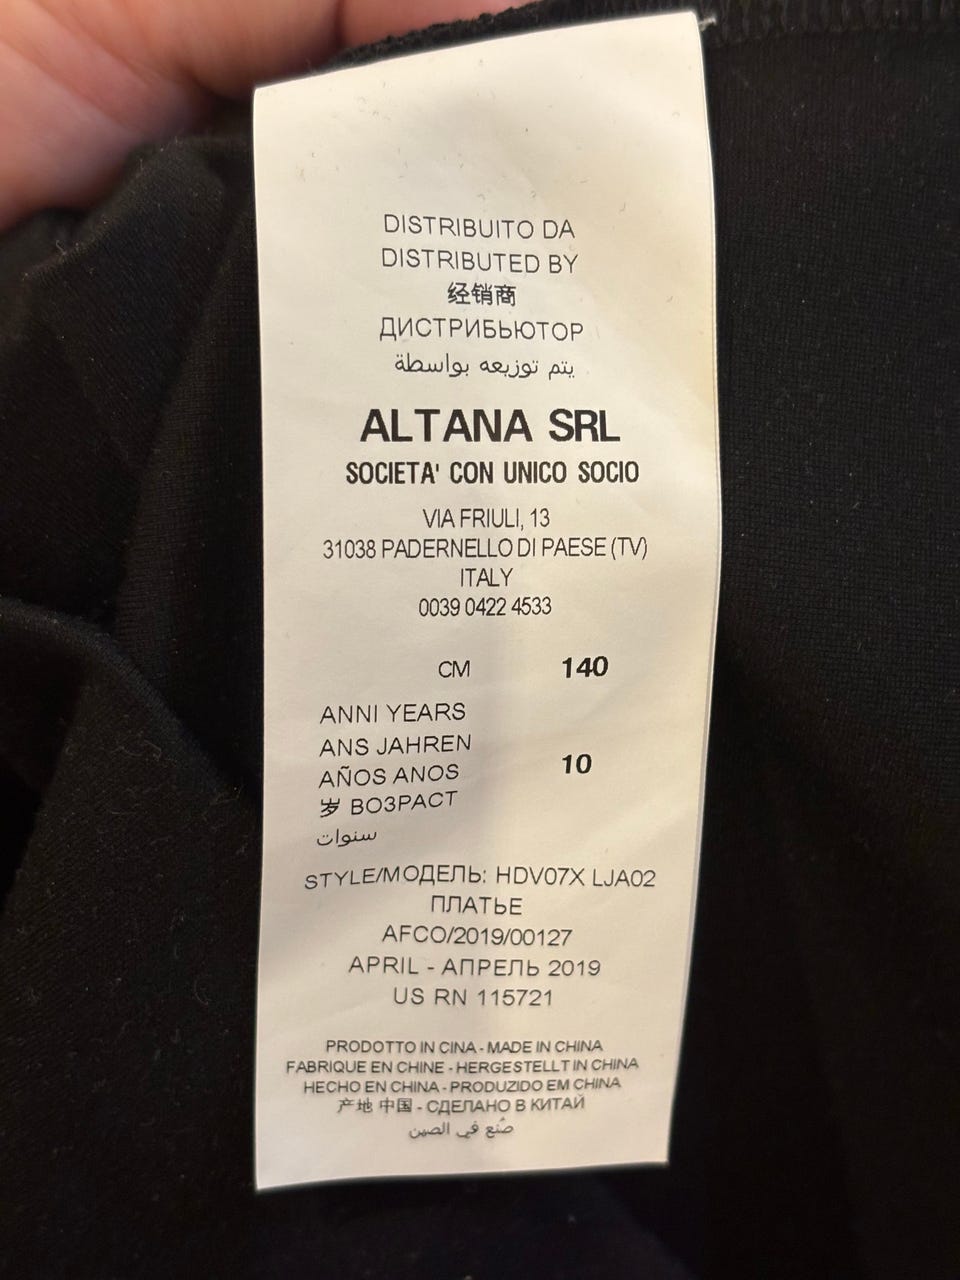 DISTRIBUITO DA
DISTRIBUTED BY
经销商
ДИСТРИБЬЮТОР
يتم توزيعه بواسطة
ALTANA SRL
SOCIETA' CON UNICO SOCIO
VIA FRIULI, 13
31038 PADERNELLO DI PAESE (TV)
ITALY
0039 0422 4533
CM 140
ANNI YEARS
ANS JAHREN
AÑOS ANOS 10
岁 ВОЗРАСТ
سنوات
STYLE/МОДЕЛЬ: HDV07X LJA02
ПЛАТЬЕ
AFCO/2019/00127
APRIL - АПРЕЛЬ 2019
US RN 115721
PRODOTTO IN CINA - MADE IN CHINA
FABRIQUE EN CHINE - HERGESTELLT IN CHINA
HECHO EN CHINA - PRODUZIDO EM CHINA
产地 中国 - СДЕЛАНО В КИТАЙ
صُنع في الصين